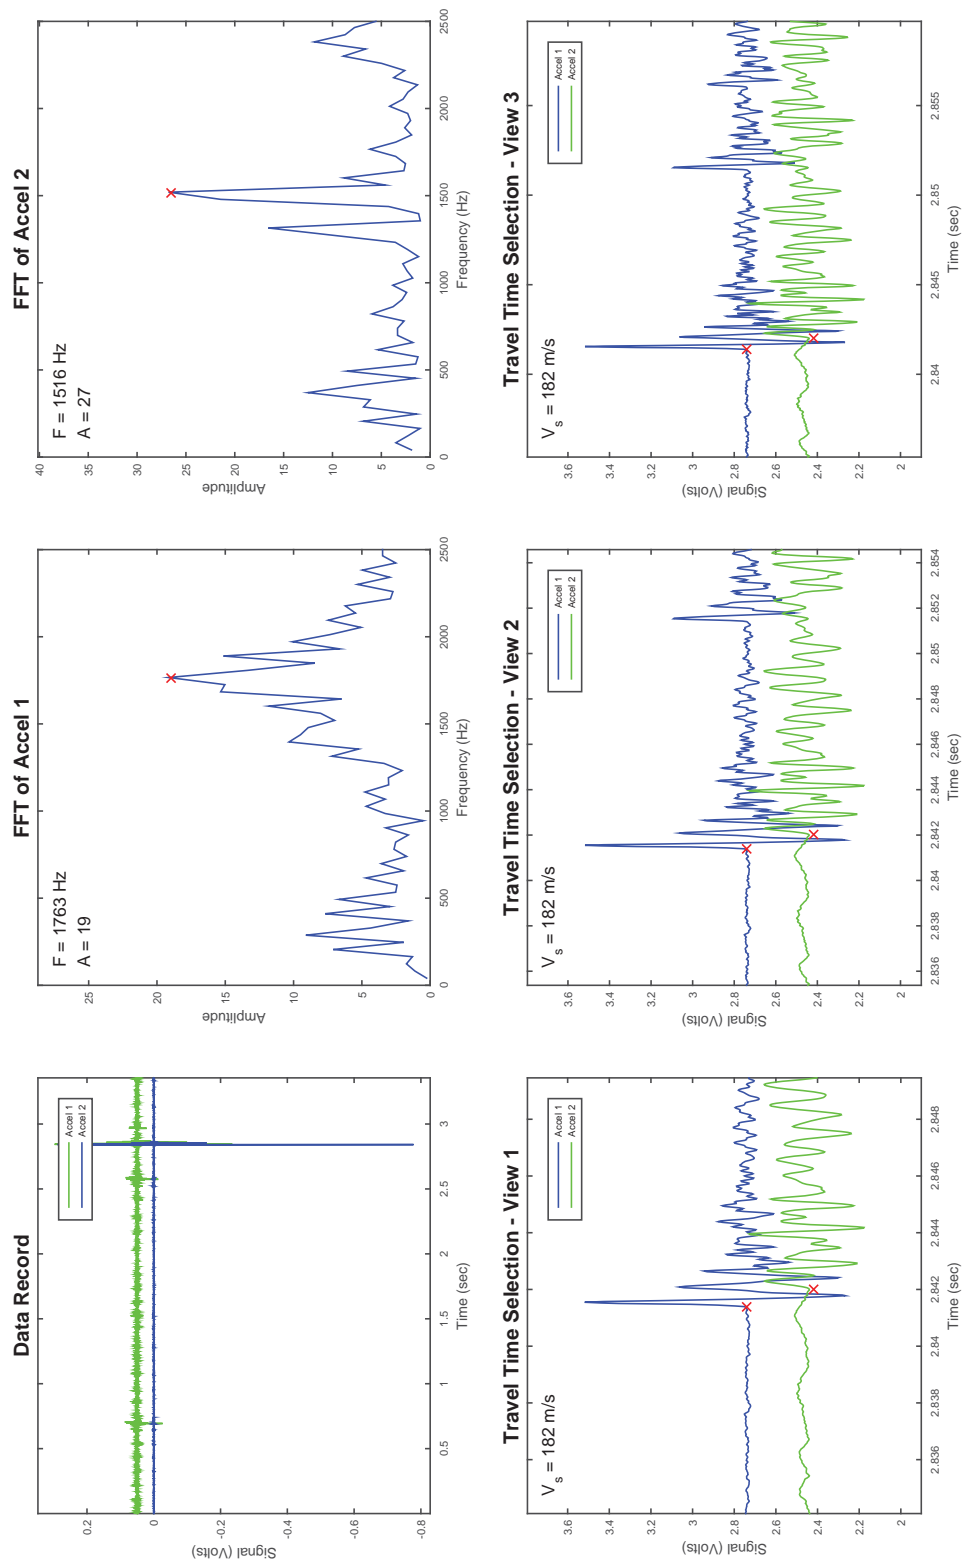 Data Record
Accel 1
Accel 2
0.2
0
-0.2
-0.4
-0.6
-0.8
Signal (Volts)
0.5
1
1.5
2
2.5
3
Time (sec)
FFT of Accel 1
F = 1763 Hz
A = 19
25
20
15
10
5
0
Amplitude
0
500
1000
1500
2000
2500
Frequency (Hz)
FFT of Accel 2
F = 1516 Hz
A = 27
40
35
30
25
20
15
10
5
0
Amplitude
0
500
1000
1500
2000
2500
Frequency (Hz)
Travel Time Selection - View 1
V s = 182 m/s
Accel 1
Accel 2
3.6
3.4
3.2
3
2.8
2.6
2.4
2.2
2
Signal (Volts)
2.836
2.838
2.84
2.842
2.844
2.846
2.848
Time (sec)
Travel Time Selection - View 2
V s = 182 m/s
Accel 1
Accel 2
3.6
3.4
3.2
3
2.8
2.6
2.4
2.2
2
Signal (Volts)
2.836
2.838
2.84
2.842
2.844
2.846
2.848
2.85
2.852
2.854
Time (sec)
Travel Time Selection - View 3
V s = 182 m/s
Accel 1
Accel 2
3.6
3.4
3.2
3
2.8
2.6
2.4
2.2
2
Signal (Volts)
2.84
2.845
2.85
2.855
Time (sec)